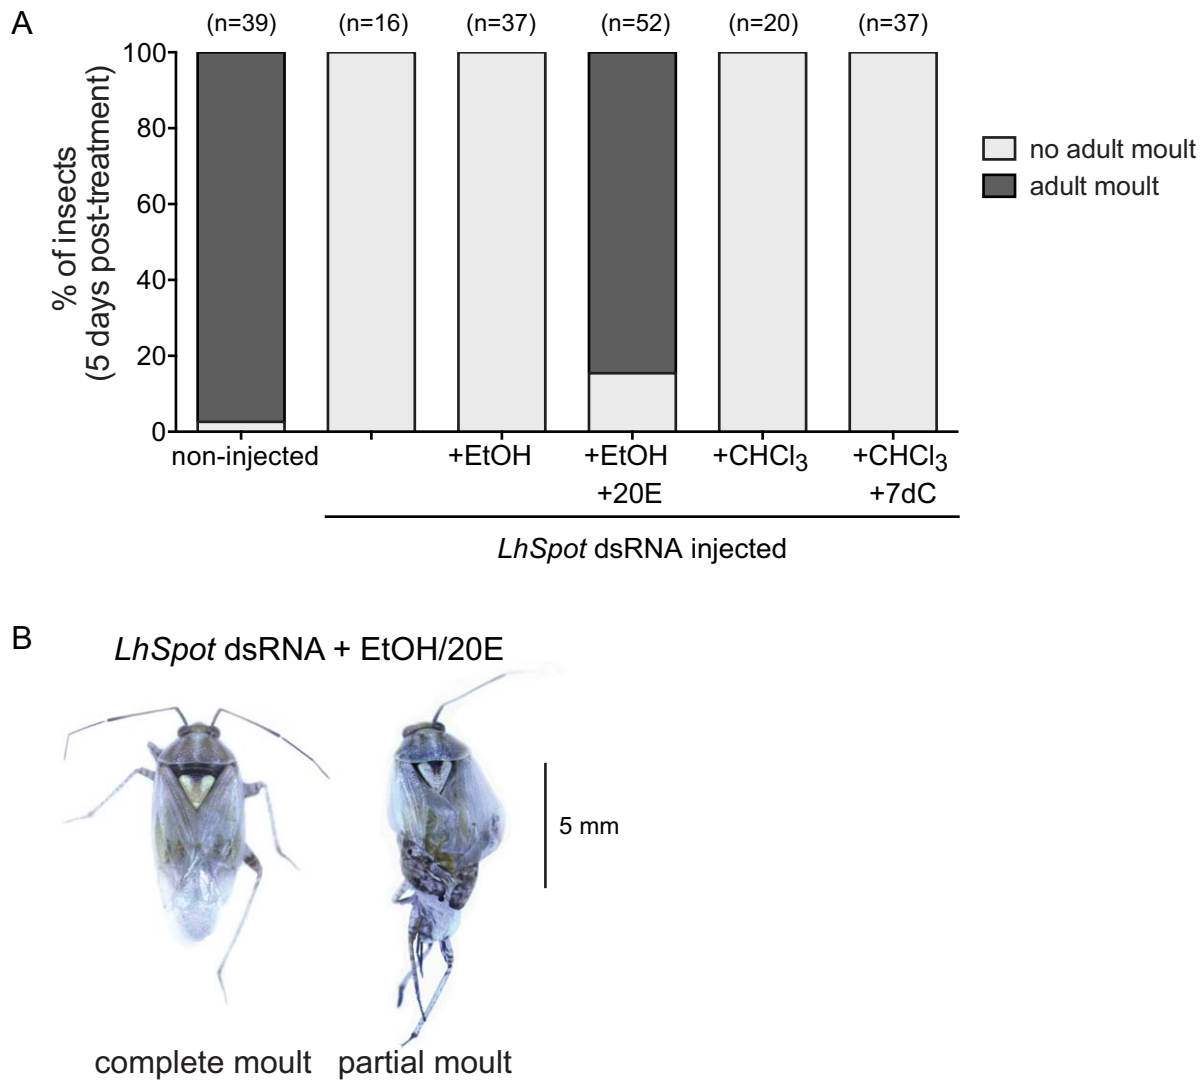 A
(n=39) (n=16) (n=37) (n=52) (n=20) (n=37)
% of insects
(5 days post-treatment)
100
80
60
40
20
0
no adult moult
adult moult
non-injected +EtOH +EtOH +CHCl3 +CHCl3
+20E +7dC
LhSpot dsRNA injected
B
LhSpot dsRNA + EtOH/20E
5 mm
complete moult partial moult